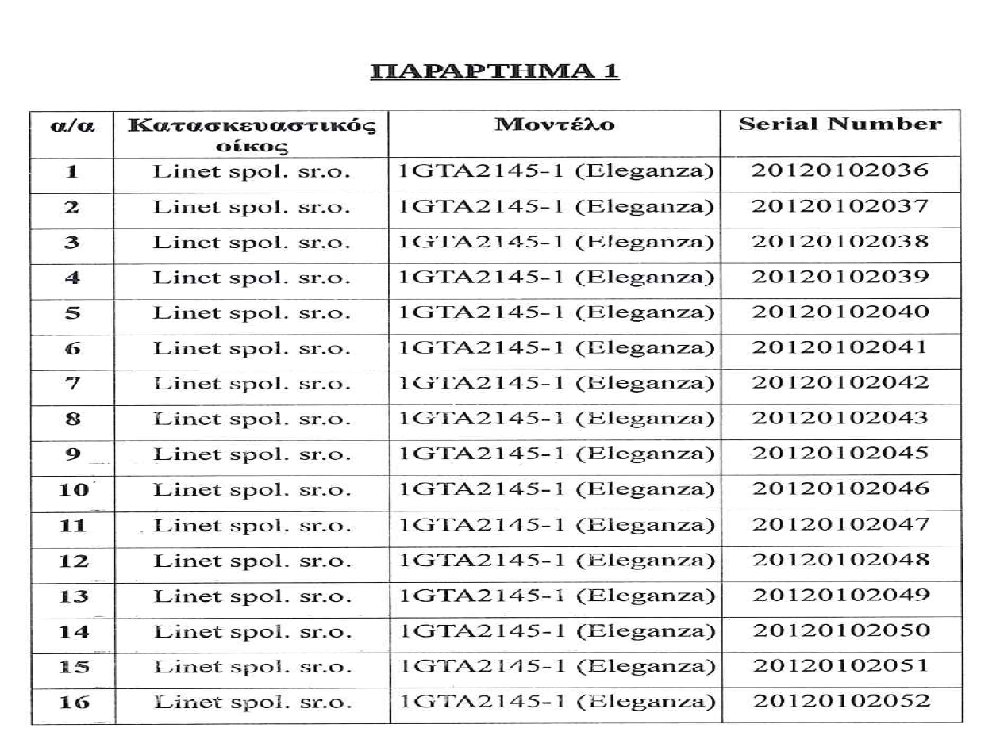 ΠΑΡΑΡΤΗΜΑ 1
α/α Κατασκευαστικός οίκος Μοντέλο Serial Number
1 Linet spol. sr.o. 1GTA2145-1 (Eleganza) 20120102036
2 Linet spol. sr.o. 1GTA2145-1 (Eleganza) 20120102037
3 Linet spol. sr.o. 1GTA2145-1 (Eleganza) 20120102038
4 Linet spol. sr.o. 1GTA2145-1 (Eleganza) 20120102039
5 Linet spol. sr.o. 1GTA2145-1 (Eleganza) 20120102040
6 Linet spol. sr.o. 1GTA2145-1 (Eleganza) 20120102041
7 Linet spol. sr.o. 1GTA2145-1 (Eleganza) 20120102042
8 Linet spol. sr.o. 1GTA2145-1 (Eleganza) 20120102043
9 Linet spol. sr.o. 1GTA2145-1 (Eleganza) 20120102045
10 Linet spol. sr.o. 1GTA2145-1 (Eleganza) 20120102046
11 Linet spol. sr.o. 1GTA2145-1 (Eleganza) 20120102047
12 Linet spol. sr.o. 1GTA2145-1 (Eleganza) 20120102048
13 Linet spol. sr.o. 1GTA2145-1 (Eleganza) 20120102049
14 Linet spol. sr.o. 1GTA2145-1 (Eleganza) 20120102050
15 Linet spol. sr.o. 1GTA2145-1 (Eleganza) 20120102051
16 Linet spol. sr.o. 1GTA2145-1 (Eleganza) 20120102052